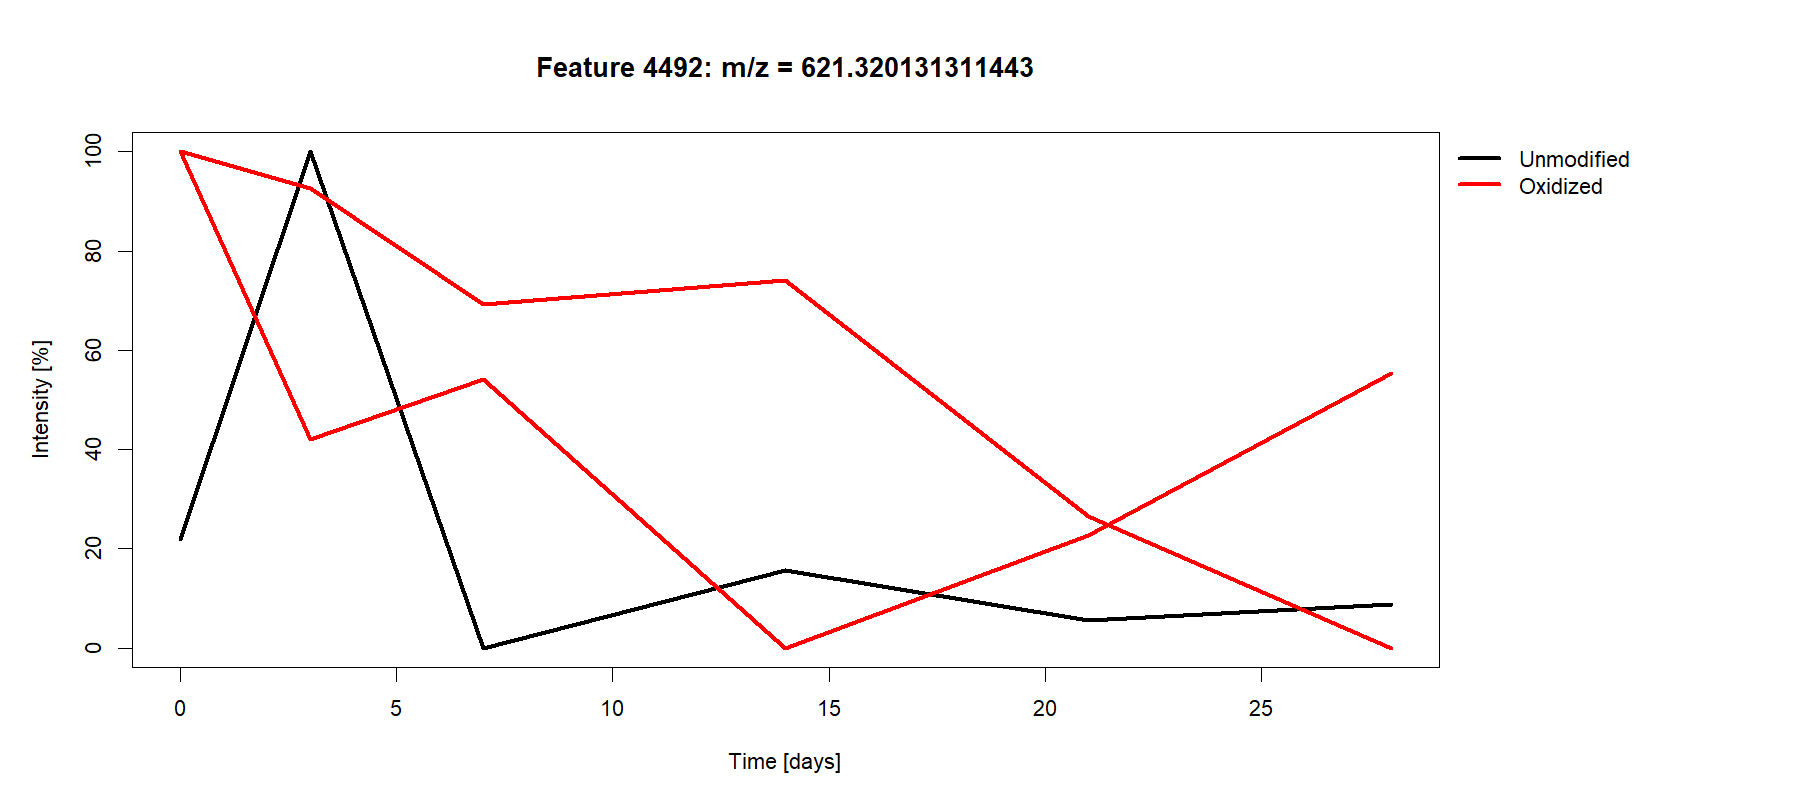 Feature 4492: m/z = 621.320131311443
Unmodified
Oxidized
Intensity [%]
100
80
60
40
20
0
0 5 10 15 20 25
Time [days]